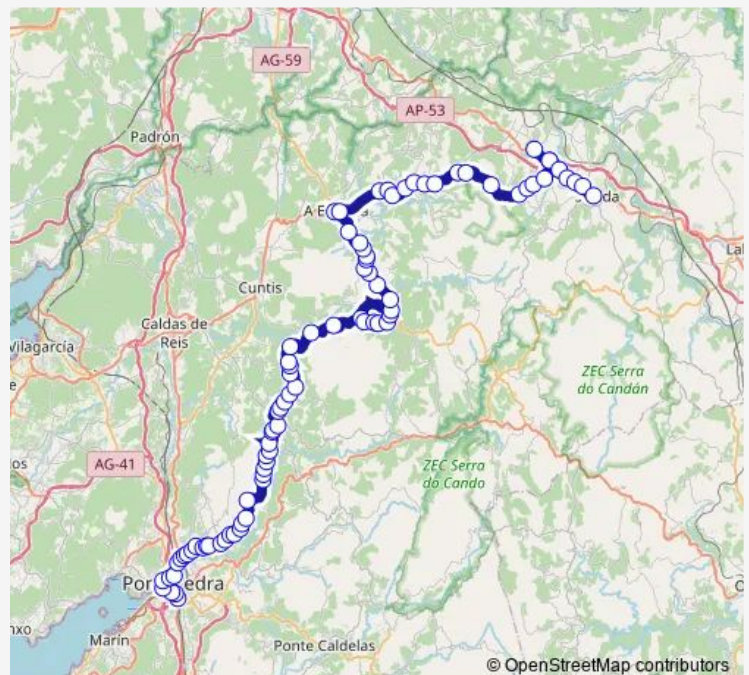 AG-59
AP-53
Padrón
Cuntis
Caldas de
Reis
Vilagarcía
ZEC Serra
do Candán
AG-41
ZEC Serra
do Cando
Marín
Ponte Caldelas
© OpenStreetMap contributors